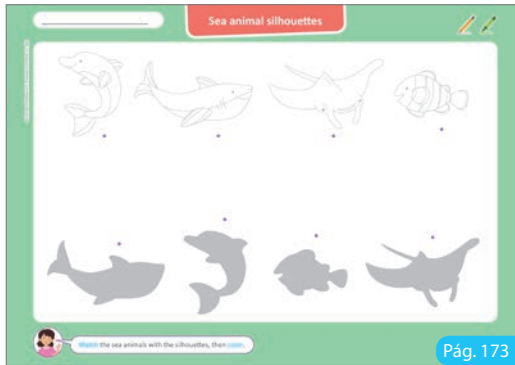 Sea animal silhouettes
Match the sea animals with the silhouettes, then color.
Pág. 173